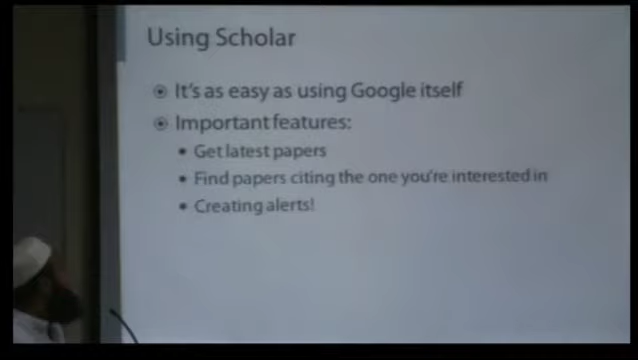 Using Scholar
It's as easy as using Google itself
Important features:
Get latest papers
Find papers citing the one you're interested in
Creating alerts!